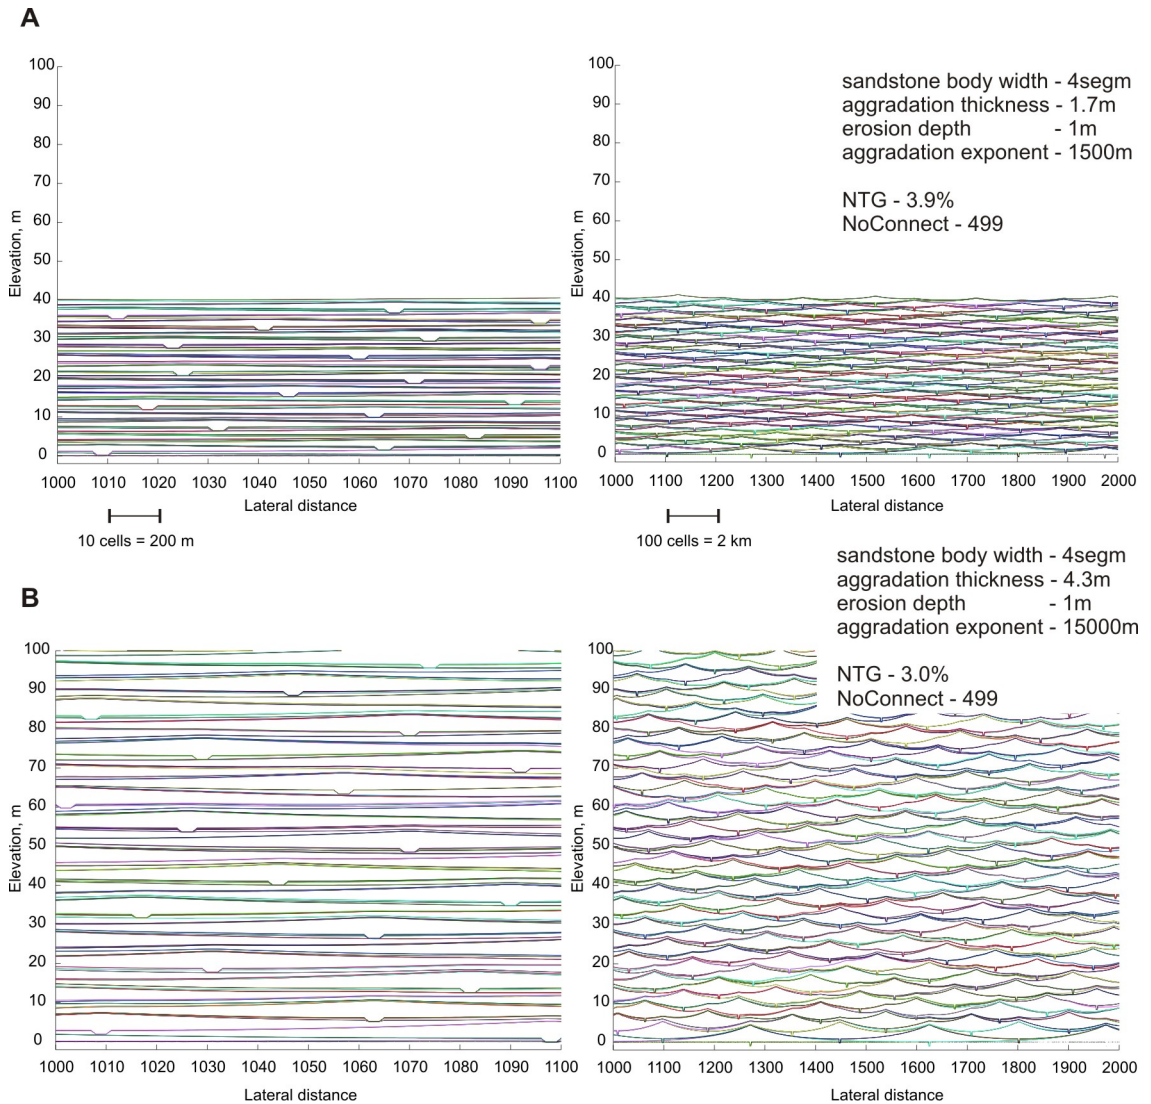 A
100
90
80
70
60
50
40
30
20
10
0
Elevation, m
1000 1010 1020 1030 1040 1050 1060 1070 1080 1090 1100
Lateral distance
10 cells = 200 m
100
90
80
70
60
50
40
30
20
10
0
Elevation, m
1000 1100 1200 1300 1400 1500 1600 1700 1800 1900 2000
Lateral distance
100 cells = 2 km
sandstone body width - 4segm
aggradation thickness - 1.7m
erosion depth - 1m
aggradation exponent - 1500m
NTG - 3.9%
NoConnect - 499
B
100
90
80
70
60
50
40
30
20
10
0
Elevation, m
1000 1010 1020 1030 1040 1050 1060 1070 1080 1090 1100
Lateral distance
100
90
80
70
60
50
40
30
20
10
0
Elevation, m
1000 1100 1200 1300 1400 1500 1600 1700 1800 1900 2000
Lateral distance
sandstone body width - 4segm
aggradation thickness - 4.3m
erosion depth - 1m
aggradation exponent - 15000m
NTG - 3.0%
NoConnect - 499